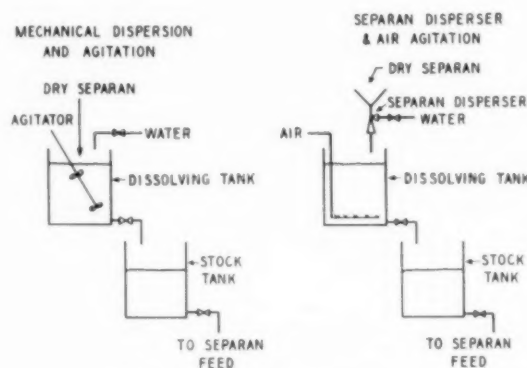 MECHANICAL DISPERSION
AND AGITATION
DRY SEPARAN
AGITATOR
WATER
DISSOLVING TANK
STOCK
TANK
TO SEPARAN
FEED
SEPARAN DISPERSER
& AIR AGITATION
DRY SEPARAN
SEPARAN DISPERSER
WATER
AIR
DISSOLVING TANK
STOCK
TANK
TO SEPARAN
FEED